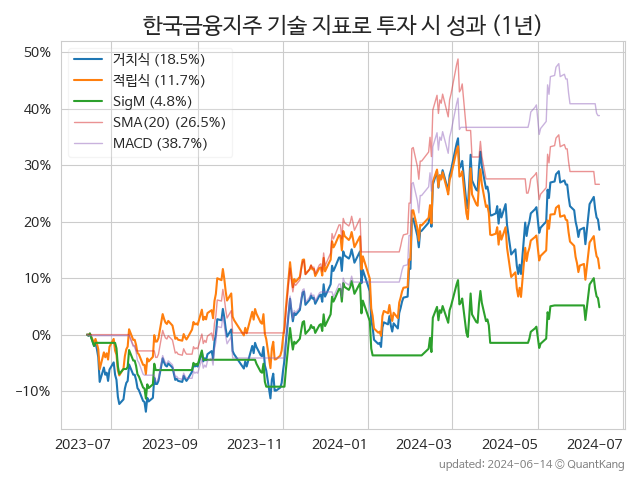 한국금융지주 기술 지표로 투자 시 성과 (1년)
거치식 (18.5%)
적립식 (11.7%)
SigM (4.8%)
SMA(20) (26.5%)
MACD (38.7%)
50%
40%
30%
20%
10%
0%
−10%
2023-07 2023-09 2023-11 2024-01 2024-03 2024-05 2024-07
updated: 2024-06-14 © QuantKang